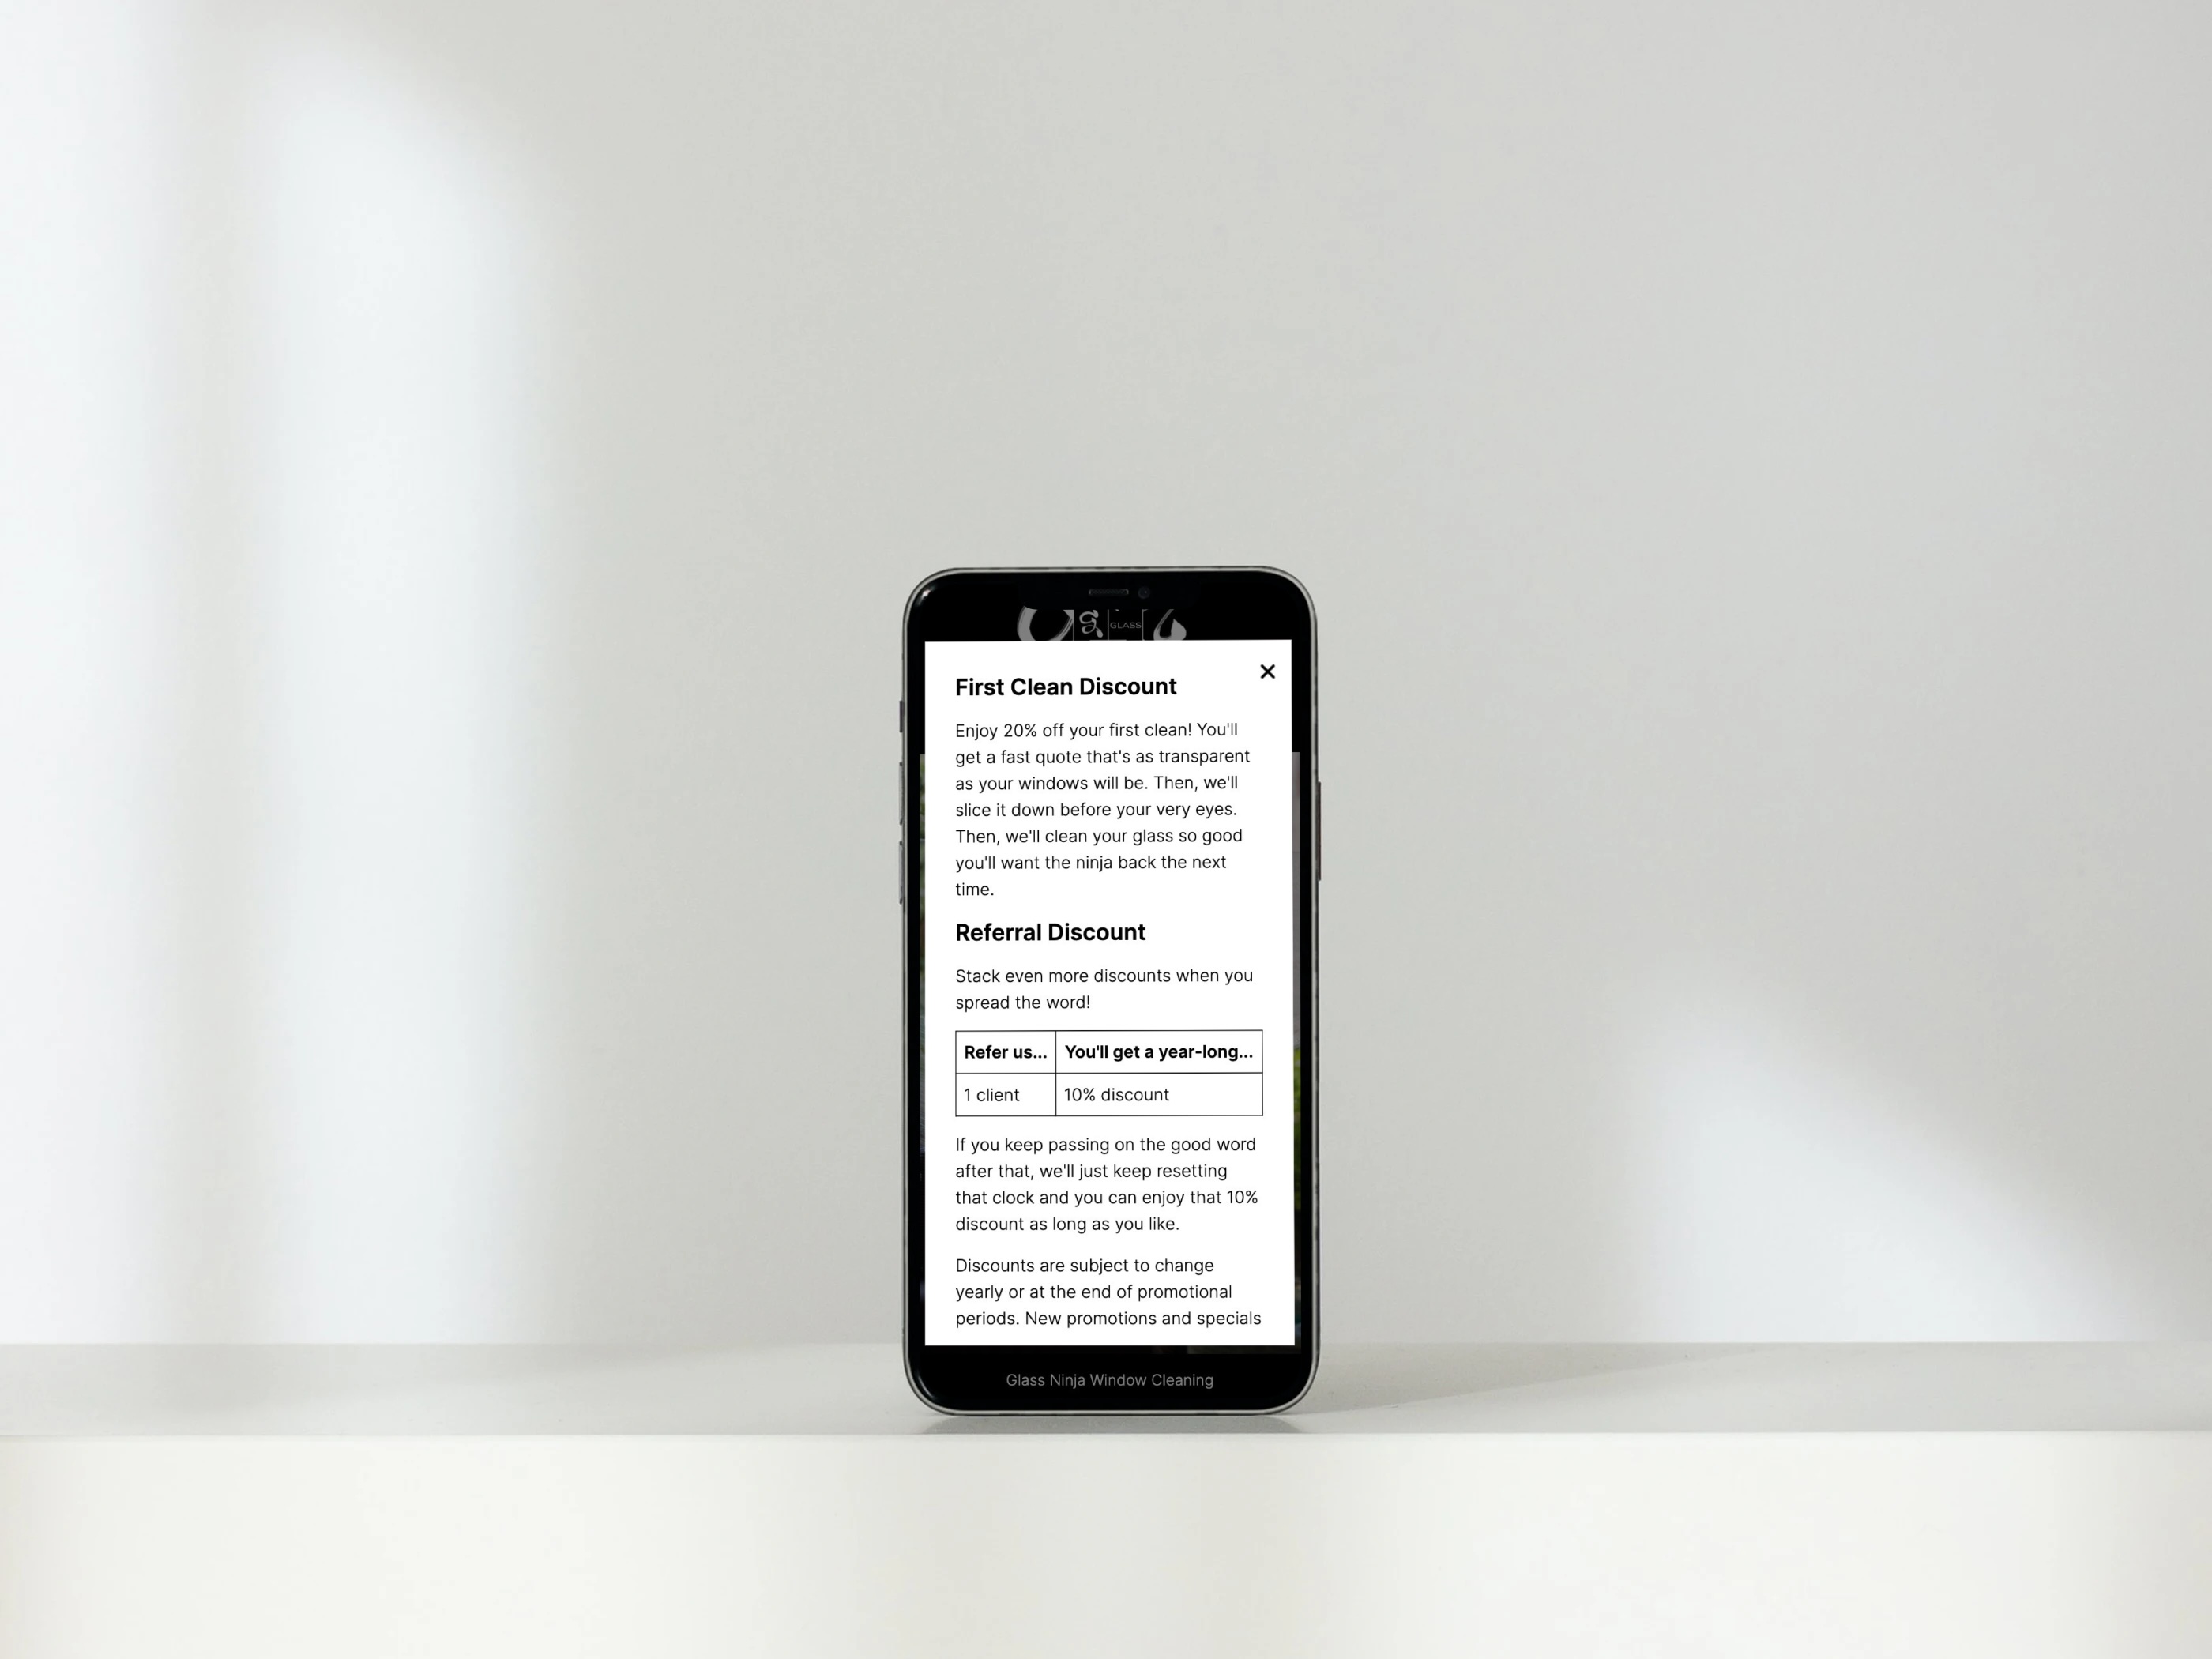 GLASS
First Clean Discount
Enjoy 20% off your first clean! You'll
get a fast quote that's as transparent
as your windows will be. Then, we'll
slice it down before your very eyes.
Then, we'll clean your glass so good
you'll want the ninja back the next
time.
Referral Discount
Stack even more discounts when you
spread the word!
Refer us... You'll get a year-long...
1 client 10% discount
If you keep passing on the good word
after that, we'll just keep resetting
that clock and you can enjoy that 10%
discount as long as you like.
Discounts are subject to change
yearly or at the end of promotional
periods. New promotions and specials
Glass Ninja Window Cleaning